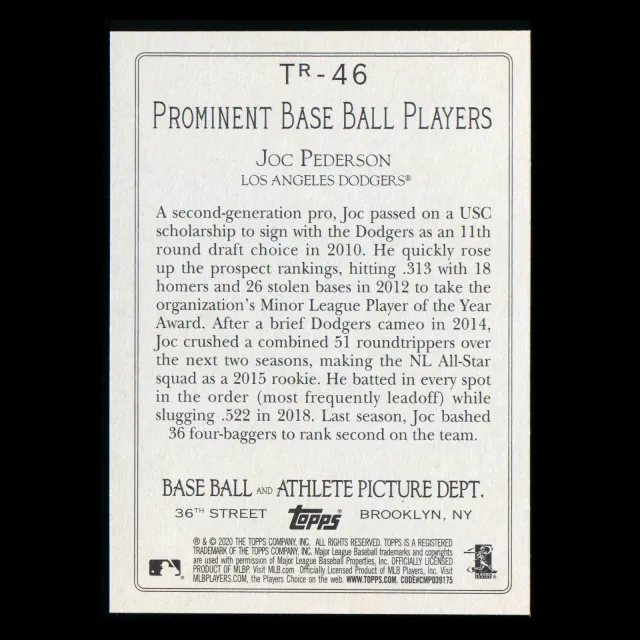 TR-46
PROMINENT BASE BALL PLAYERS
JOC PEDERSON
LOS ANGELES DODGERS®
A second-generation pro, Joc passed on a USC
scholarship to sign with the Dodgers as an 11th
round draft choice in 2010. He quickly rose
up the prospect rankings, hitting .313 with 18
homers and 26 stolen bases in 2012 to take the
organization's Minor League Player of the Year
Award. After a brief Dodgers cameo in 2014,
Joc crushed a combined 51 roundtrippers over
the next two seasons, making the NL All-Star
squad as a 2015 rookie. He batted in every spot
in the order (most frequently leadoff) while
slugging .522 in 2018. Last season, Joc bashed
36 four-baggers to rank second on the team.
BASE BALL AND ATHLETE PICTURE DEPT.
36TH STREET topps® BROOKLYN, NY
® & © 2020 THE TOPPS COMPANY, INC. ALL RIGHTS RESERVED. TOPPS IS A REGISTERED
TRADEMARK OF THE TOPPS COMPANY, INC. Major League Baseball trademarks and copyrights
are used with permission of Major League Baseball Properties, Inc. OFFICIALLY LICENSED
PRODUCT OF MLBP. Visit MLB.com. Officially Licensed Product of MLB Players, Inc. Visit
MLBPLAYERS.COM, the Players Choice on the web. WWW.TOPPS.COM. CODE#CMP039175